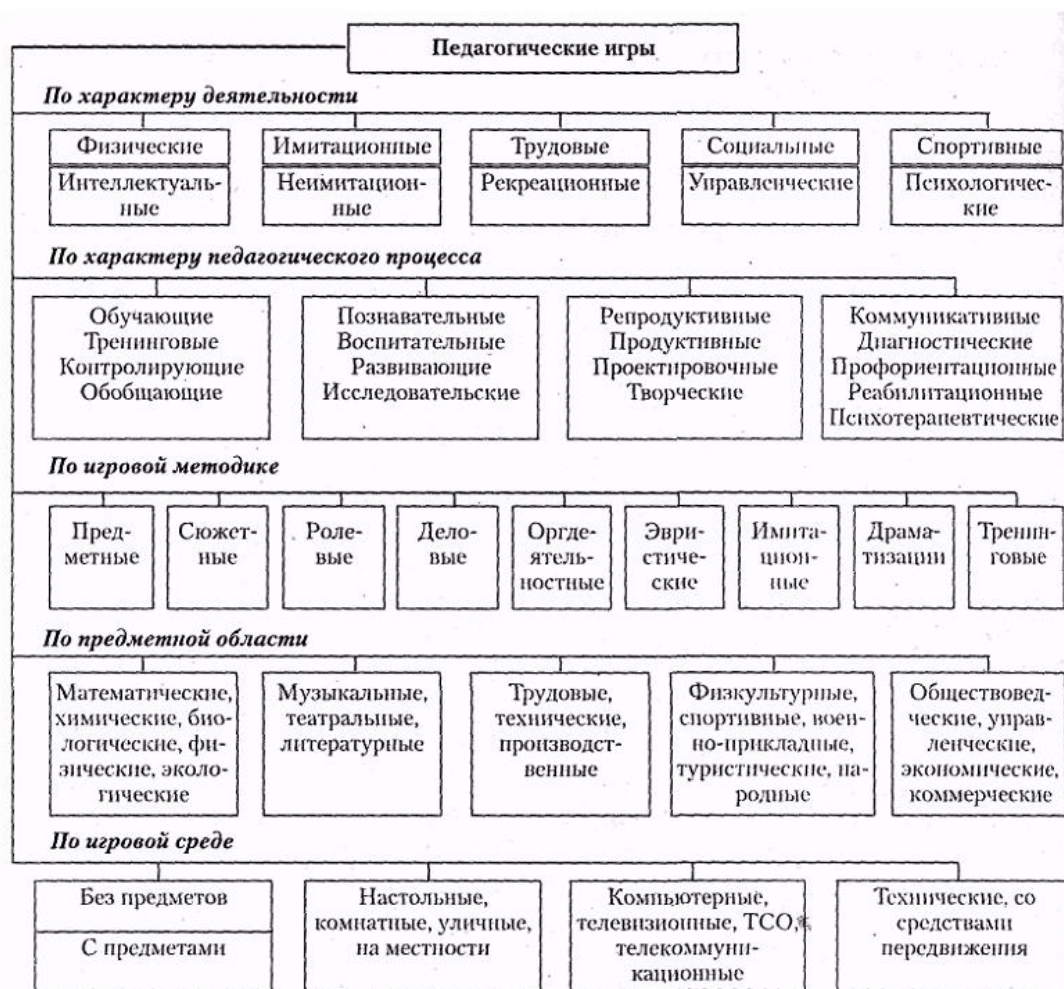 Педагогические игры
По характеру деятельности
Физические
Имитационные
Трудовые
Социальные
Спортивные
Интеллектуаль-
ные
Неимитацион-
ные
Рекреационные
Управленческие
Психологичес-
кие
По характеру педагогического процесса
Обучающие
Тренинговые
Контролирующие
Обобщающие
Познавательные
Воспитательные
Развивающие
Исследовательские
Репродуктивные
Продуктивные
Проектировочные
Творческие
Коммуникативные
Диагностические
Профориентационные
Реабилитационные
Психотерапевтические
По игровой методике
Пред-
метные
Сюжет-
ные
Роле-
вые
Дело-
вые
Оргде-
ятель-
ностные
Эври-
стиче-
ские
Имита-
цион-
ные
Драма-
тизации
Тренин-
говые
По предметной области
Математические,
химические, био-
логические, фи-
зические, эколо-
гические
Музыкальные,
театральные,
литературные
Трудовые,
технические,
производст-
венные
Физкультурные,
спортивные, воен-
но-прикладные,
туристические, на-
родные
Обществовед-
ческие, управ-
ленческие,
экономические,
коммерческие
По игровой среде
Без предметов
С предметами
Настольные,
комнатные, уличные,
на местности
Компьютерные,
телевизионные, ТСО,
телекоммуни-
кационные
Технические, со
средствами
передвижения